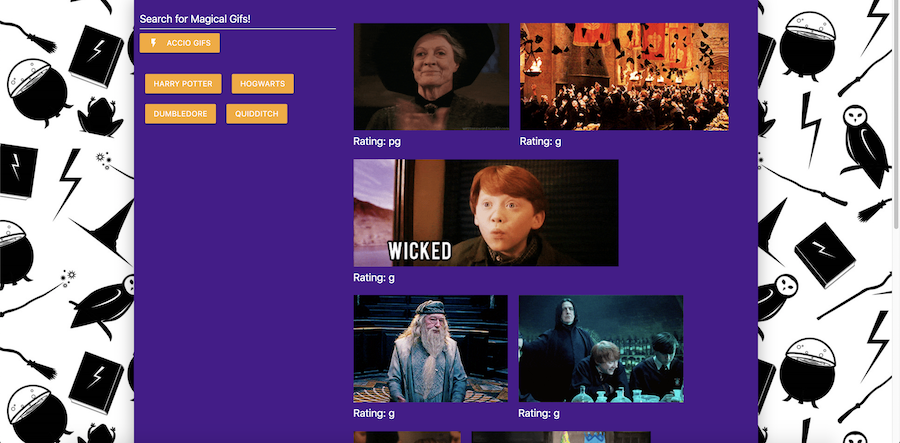 Search for Magical Gifs!
ACCIO GIFS
HARRY POTTER
HOGWARTS
DUMBLEDORE
QUIDDITCH
Rating: pg
Rating: g
WICKED
Rating: g
Rating: g
Rating: g